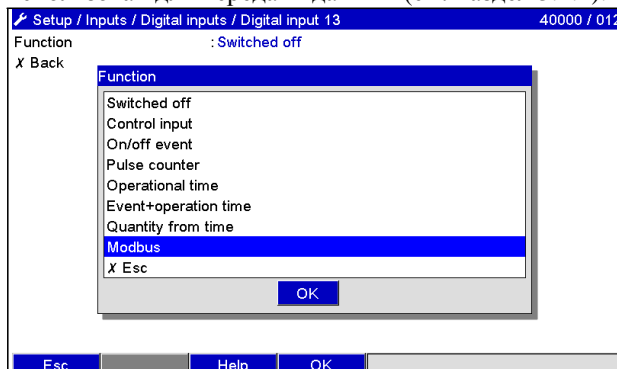 Setup / Inputs / Digital inputs / Digital input 13 40000 / 012
Function : Switched off
X Back
Function
Switched off
Control input
On/off event
Pulse counter
Operational time
Event+operation time
Quantity from time
Modbus
X Esc
OK
Esc Help OK